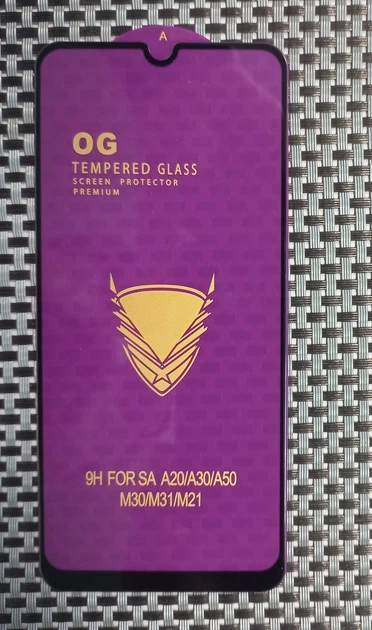 A
OG
TEMPERED GLASS
SCREEN PROTECTOR
PREMIUM
9H FOR SA A20/A30/A50
M30/M31/M21